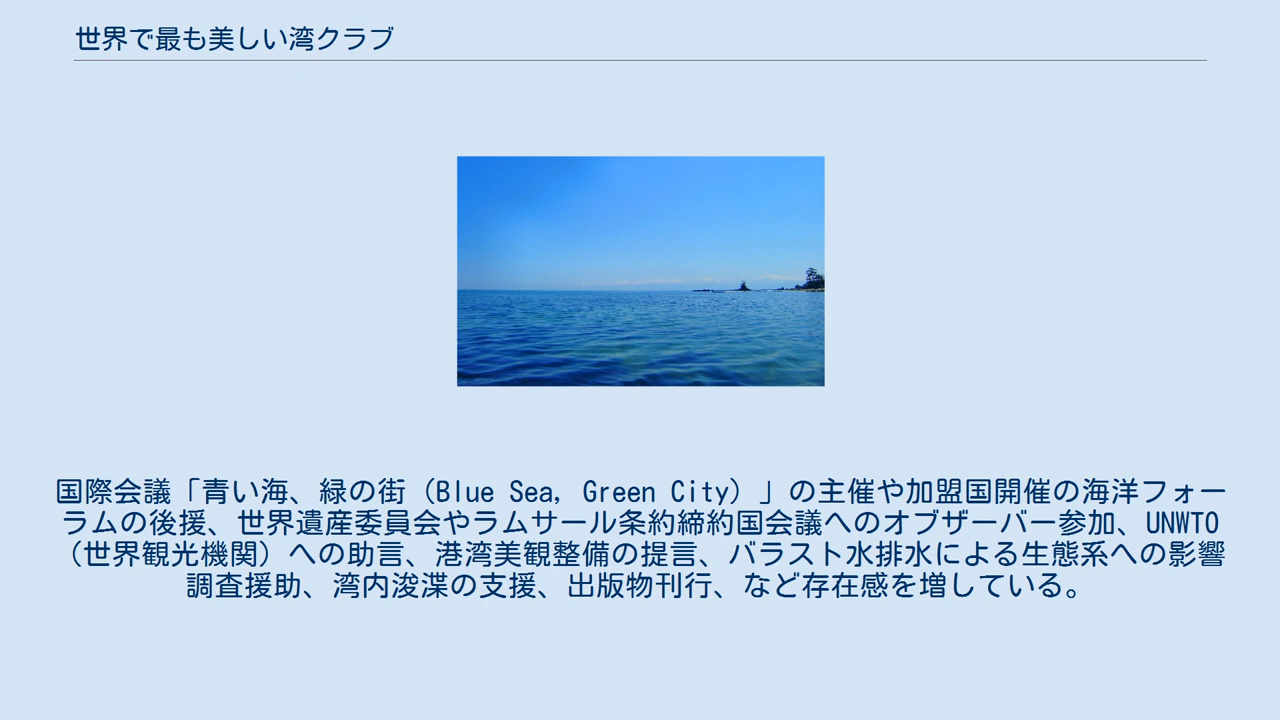 世界で最も美しい湾クラブ
国際会議「青い海、緑の街（Blue Sea, Green City）」の主催や加盟国開催の海洋フォー
ラムの後援、世界遺産委員会やラムサール条約締約国会議へのオブザーバー参加、UNWTO
（世界観光機関）への助言、港湾美観整備の提言、バラスト水排水による生態系への影響
調査援助、湾内浚渫の支援、出版物刊行、など存在感を増している。